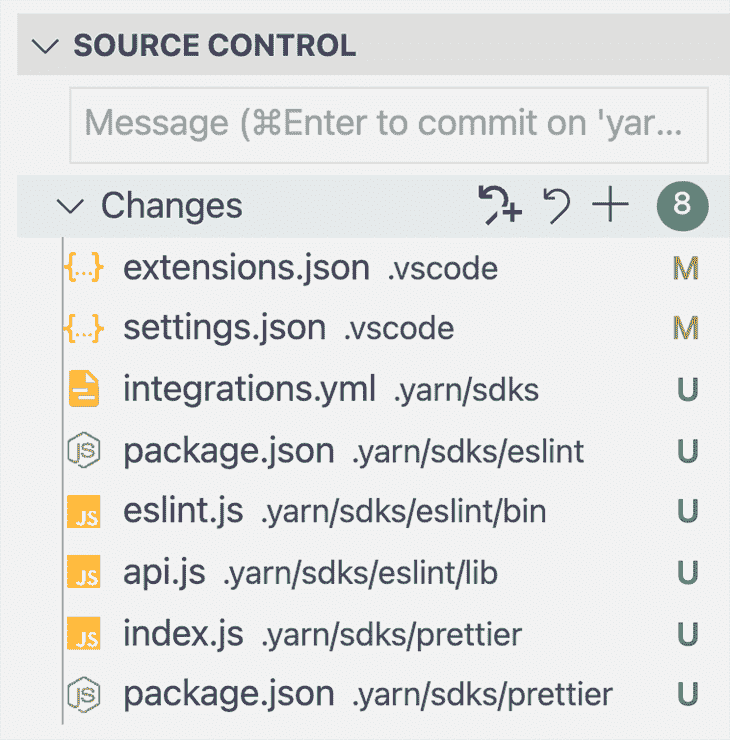 SOURCE CONTROL
Message (⌘Enter to commit on 'yar...
Changes 8
{...} extensions.json .vscode M
{...} settings.json .vscode M
integrations.yml .yarn/sdks U
JS package.json .yarn/sdks/eslint U
JS eslint.js .yarn/sdks/eslint/bin U
JS api.js .yarn/sdks/eslint/lib U
JS index.js .yarn/sdks/prettier U
JS package.json .yarn/sdks/prettier U